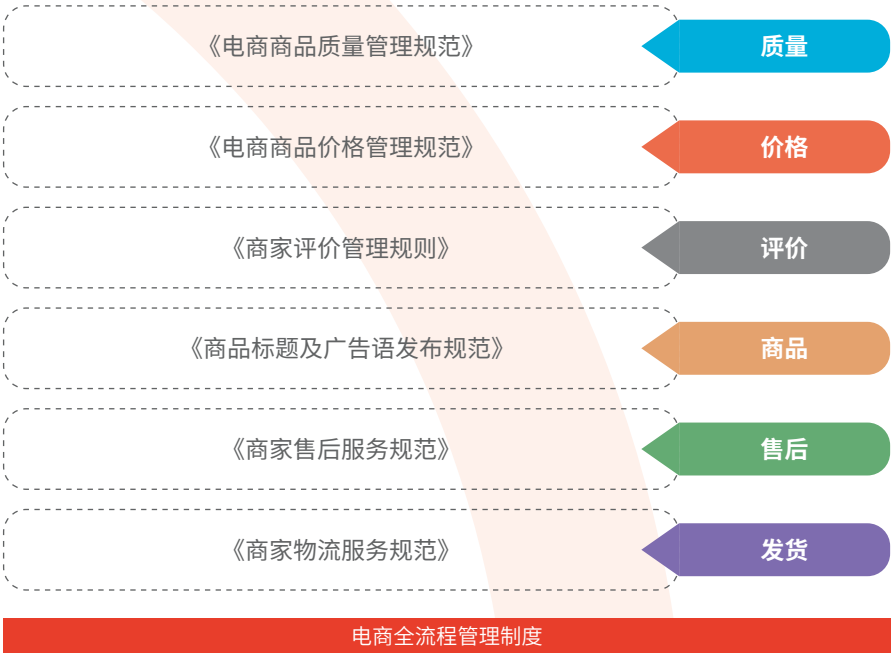 《电商商品质量管理规范》 质量
《电商商品价格管理规范》 价格
《商家评价管理规则》 评价
《商品标题及广告语发布规范》 商品
《商家售后服务规范》 售后
《商家物流服务规范》 发货
电商全流程管理制度